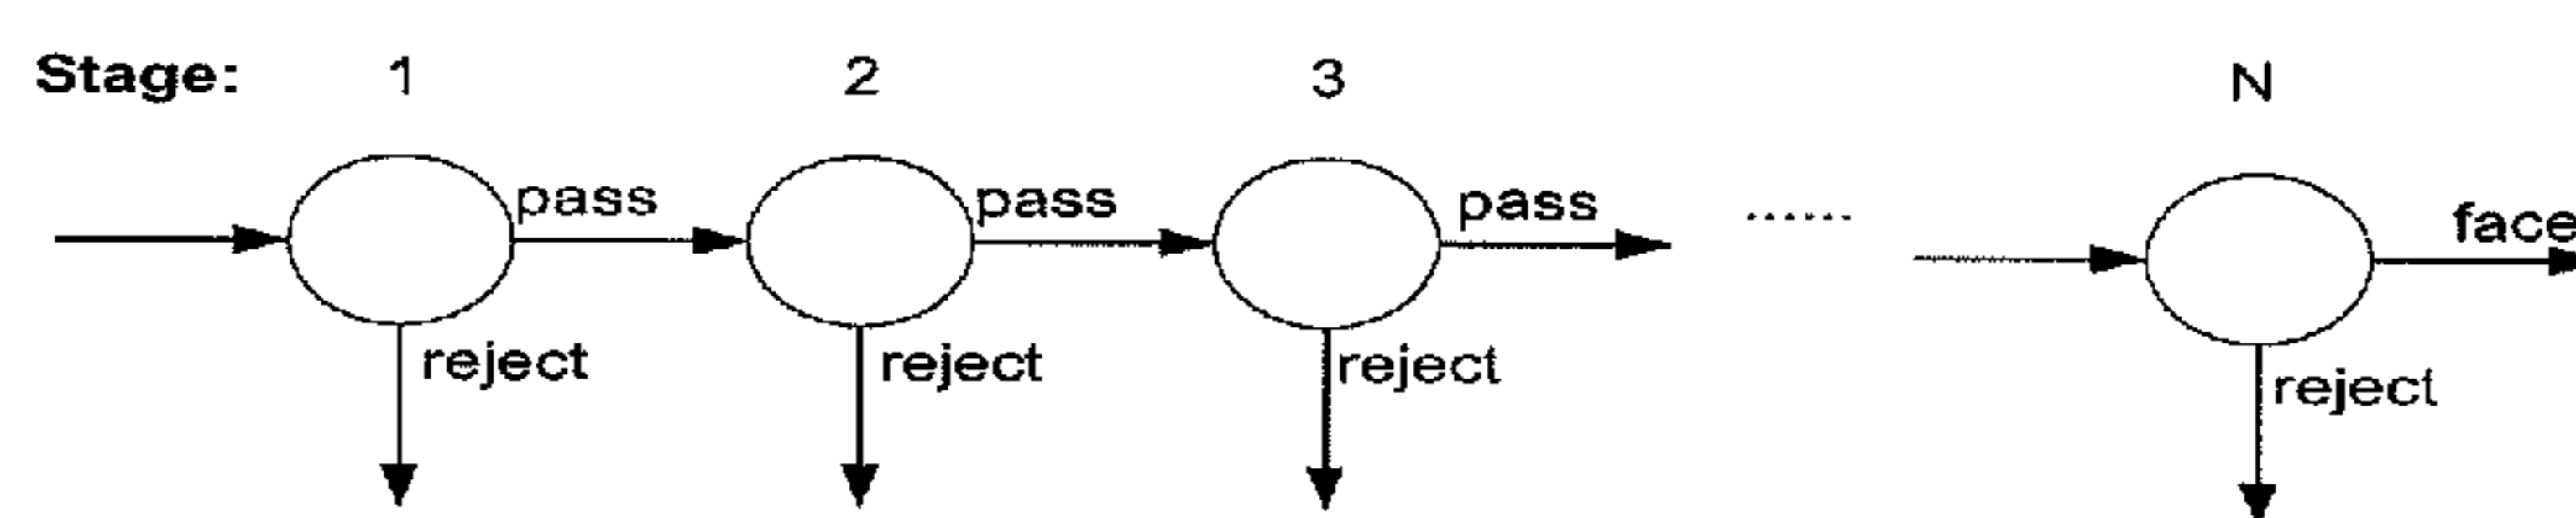 Stage: 1 2 3 N
pass pass pass ...... face
reject reject reject reject